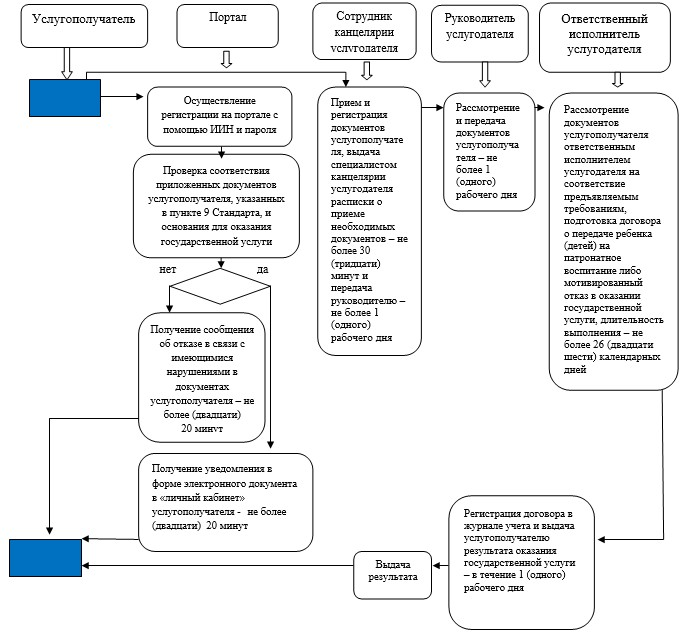 Услугополучатель
Портал
Сотрудник
канцелярии
услугодателя
Руководитель
услугодателя
Ответственный
исполнитель
услугодателя
Осуществление
регистрации на портале с
помощью ИИН и пароля
Проверка соответствия
приложенных документов
услугополучателя, указанных
в пункте 9 Стандарта, и
основания для оказания
государственной услуги
нет
да
Получение сообщения
об отказе в связи с
имеющимися
нарушениями в
документах
услугополучателя – не
более (двадцати)
20 минут
Получение уведомления в
форме электронного документа
в «личный кабинет»
услугополучателя - не более
(двадцати) 20 минут
Прием и
регистрация
документов
услугополучате
ля, выдача
специалистом
канцелярии
услугодателя
расписки о
приеме
необходимых
документов – не
более 30
(тридцати)
минут и
передача
руководителю –
не более 1
(одного)
рабочего дня
Рассмотрение
и передача
документов
услугополуча
теля – не
более 1
(одного)
рабочего дня
Рассмотрение
документов
услугополучателя
ответственным
исполнителем
услугодателя на
соответствие
предъявляемым
требованиям,
подготовка договора
о передаче ребенка
(детей) на
патронатное
воспитание либо
мотивированный
отказ в оказании
государственной
услуги, длительность
выполнения – не
более 26 (двадцати
шести) календарных
дней
Регистрация договора в
журнале учета и выдача
услугополучателю
результата оказания
государственной услуги
– в течение 1 (одного)
рабочего дня
Выдача
результата